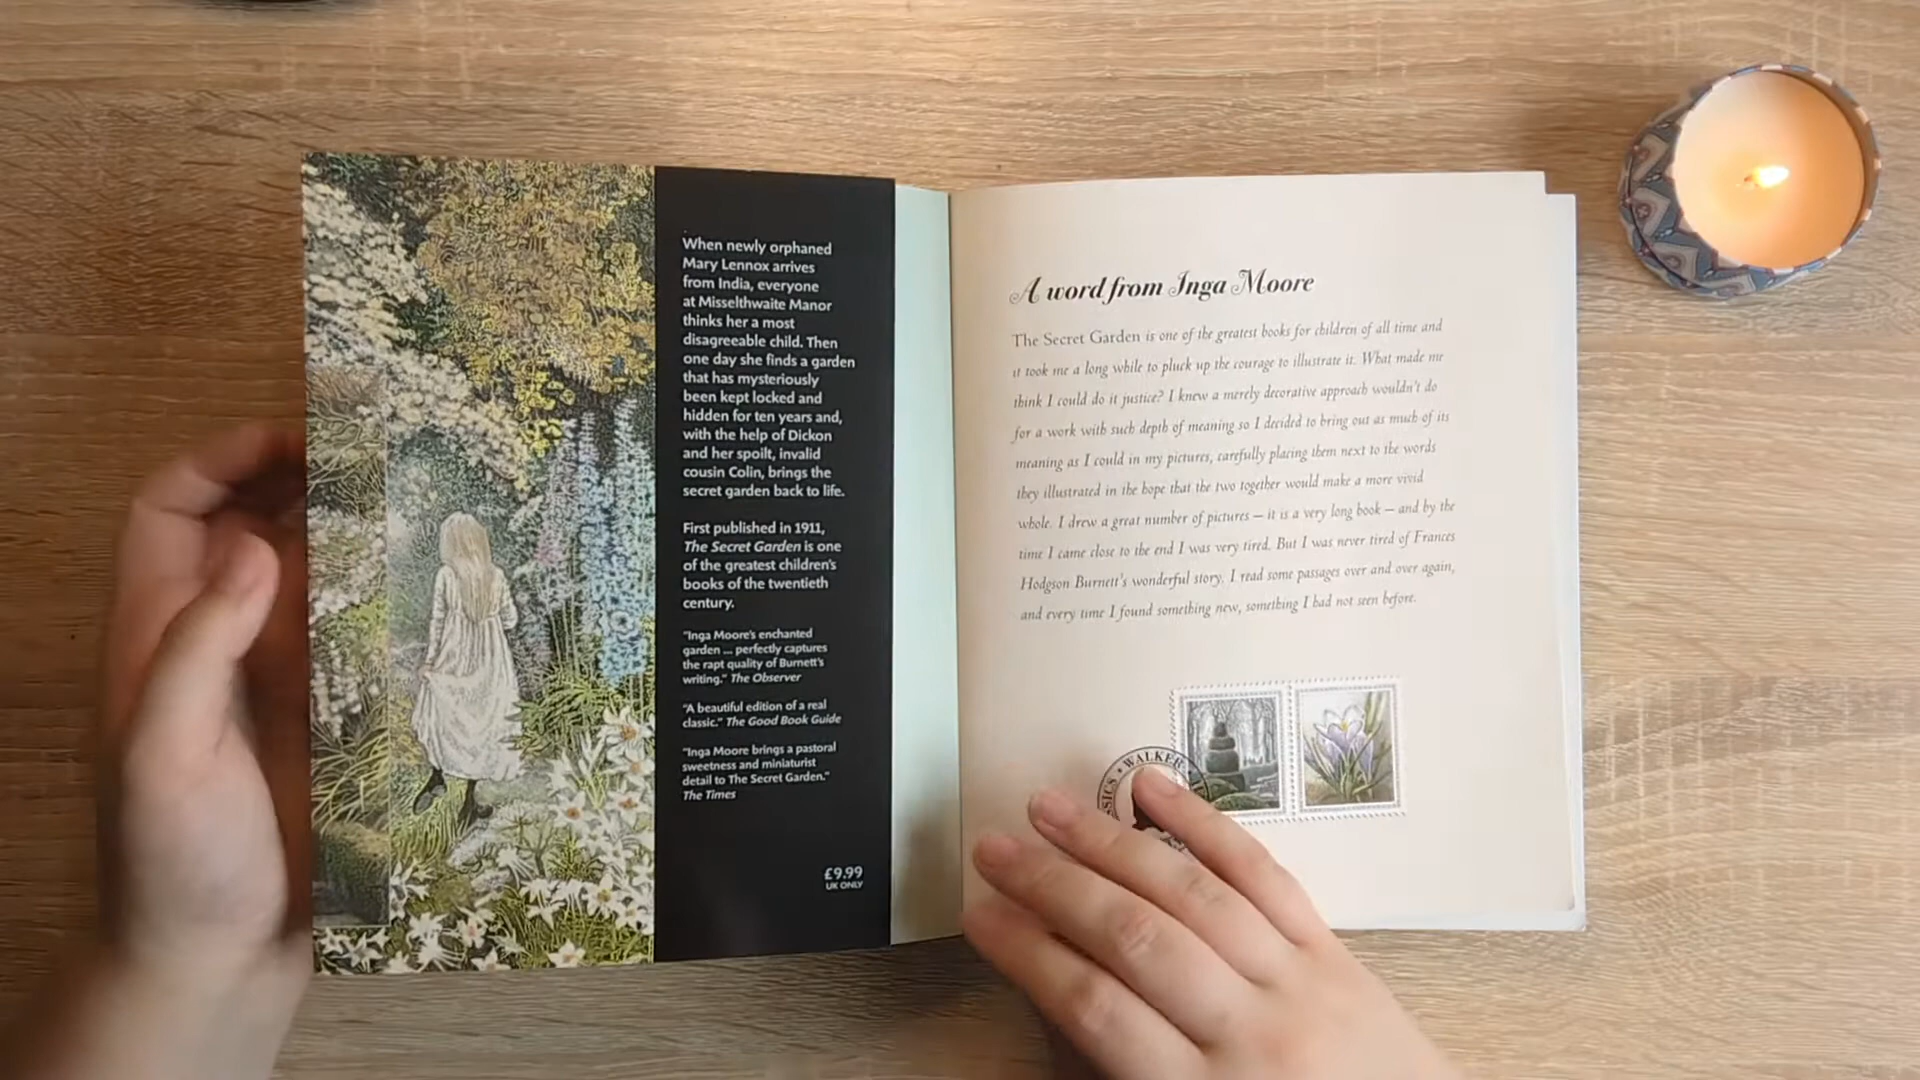 When newly orphaned
Mary Lennox arrives
from India, everyone
at Misselthwaite Manor
thinks her a most
disagreeable child. Then
one day she finds a garden
that has mysteriously
been kept locked and
hidden for ten years and,
with the help of Dickon
and her spoilt, invalid
cousin Colin, brings the
secret garden back to life.
First published in 1911,
The Secret Garden is one
of the greatest children's
books of the twentieth
century.
"Inga Moore's enchanted
garden ... perfectly captures
the rapt quality of Burnett's
writing." The Observer
"A beautiful edition of a real
classic." The Good Book Guide
"Inga Moore brings a pastoral
sweetness and miniaturist
detail to The Secret Garden."
The Times
£9.99
UK ONLY
A word from Inga Moore
The Secret Garden is one of the greatest books for children of all time and
it took me a long while to pluck up the courage to illustrate it. What made me
think I could do it justice? I knew a merely decorative approach wouldn't do
for a work with such depth of meaning so I decided to bring out as much of its
meaning as I could in my pictures, carefully placing them next to the words
they illustrated in the hope that the two together would make a more vivid
whole. I drew a great number of pictures – it is a very long book – and by the
time I came close to the end I was very tired. But I was never tired of Frances
Hodgson Burnett's wonderful story. I read some passages over and over again,
and every time I found something new, something I had not seen before.
WALKER